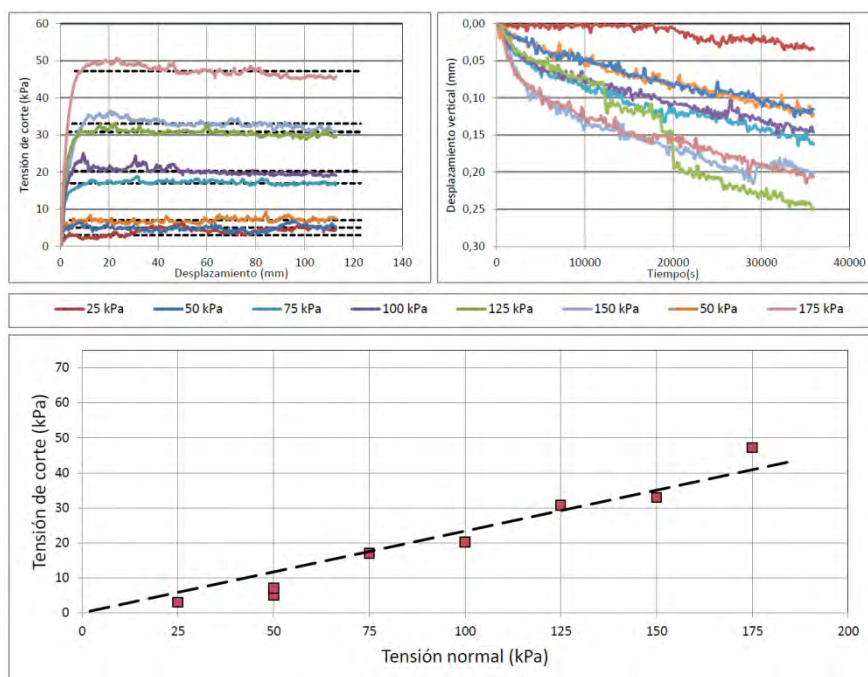 Tensión de corte (kPa)
60
50
40
30
20
10
0
0 20 40 60 80 100 120 140
Desplazamiento (mm)
Desplazamiento vertical (mm)
0,00
0,05
0,10
0,15
0,20
0,25
0,30
0 10000 20000 30000 40000
Tiempo(s)
25 kPa 50 kPa 75 kPa 100 kPa 125 kPa 150 kPa 50 kPa 175 kPa
Tensión de corte (kPa)
70
60
50
40
30
20
10
0
0 25 50 75 100 125 150 175 200
Tensión normal (kPa)